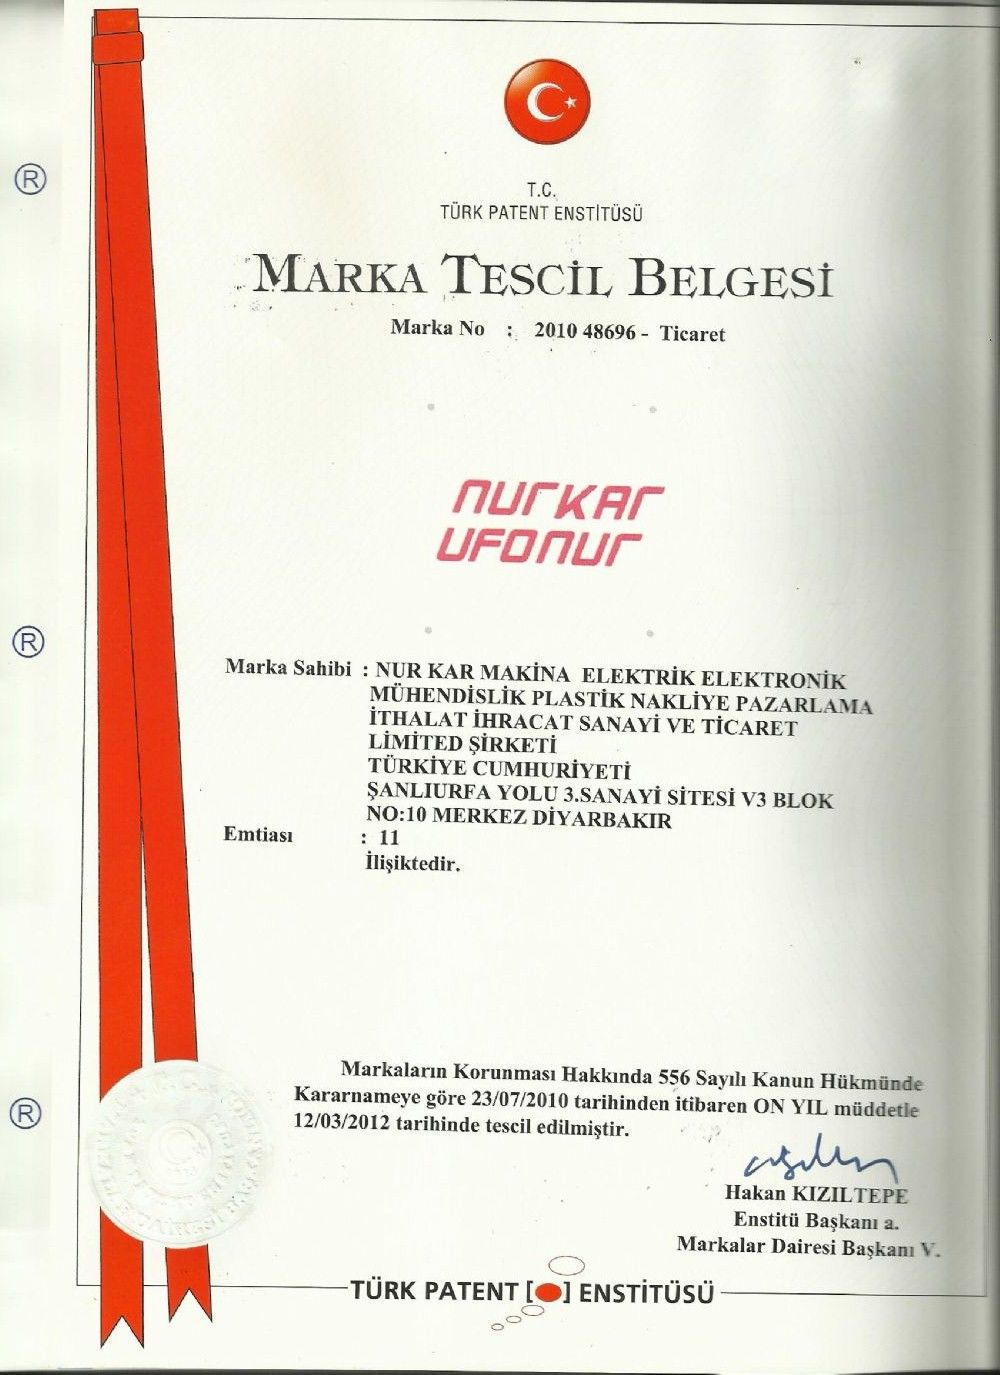 T.C.
TÜRK PATENT ENSTİTÜSÜ
MARKA TESCİL BELGESİ
Marka No : 2010 48696 - Ticaret
®
nurkar
UFOnur
Marka Sahibi : NUR KAR MAKİNA ELEKTRİK ELEKTRONİK
MÜHENDİSLİK PLASTİK NAKLİYE PAZARLAMA
İTHALAT İHRACAT SANAYİ VE TİCARET
LİMİTED ŞİRKETİ
TÜRKİYE CUMHURİYETİ
ŞANLIURFA YOLU 3.SANAYİ SİTESİ V3 BLOK
NO:10 MERKEZ DİYARBAKIR
Emtiası : 11
İlişiktedir.
®
Markaların Korunması Hakkında 556 Sayılı Kanun Hükmünde
Kararnameye göre 23/07/2010 tarihinden itibaren ON YIL müddetle
12/03/2012 tarihinde tescil edilmiştir.
®
Hakan KIZILTEPE
Enstitü Başkanı a.
Markalar Dairesi Başkanı V.
TÜRK PATENT [ ] ENSTİTÜSÜ